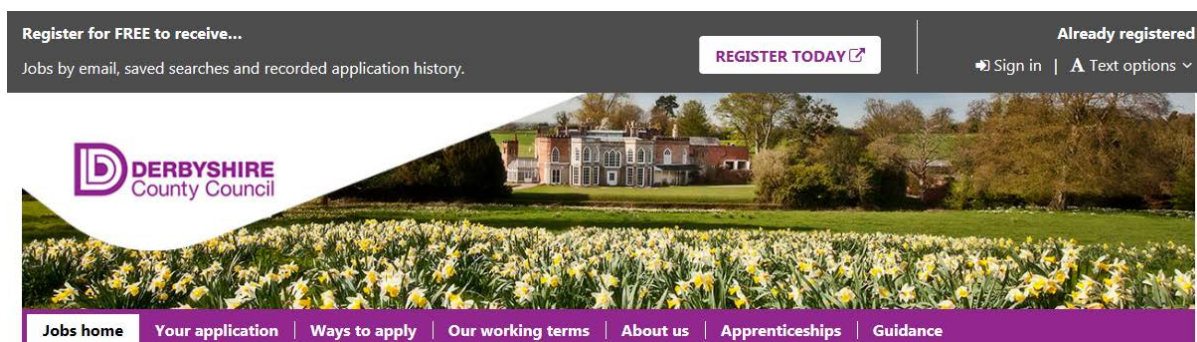 Register for FREE to receive...
Jobs by email, saved searches and recorded application history.
REGISTER TODAY
Already registered
Sign in | A Text options
DERBYSHIRE
County Council
Jobs home | Your application | Ways to apply | Our working terms | About us | Apprenticeships | Guidance